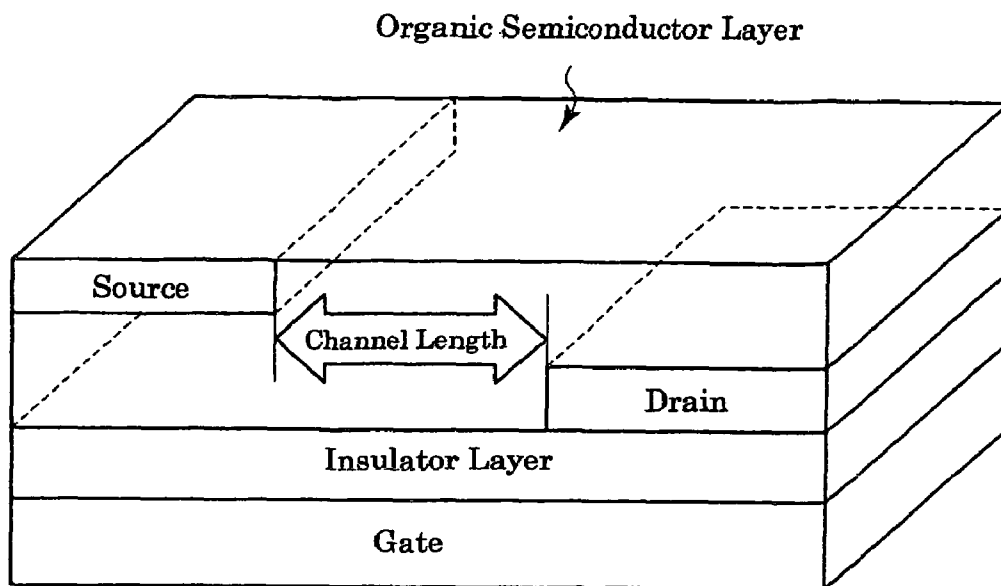 Organic Semiconductor Layer
Source
Channel Length
Drain
Insulator Layer
Gate